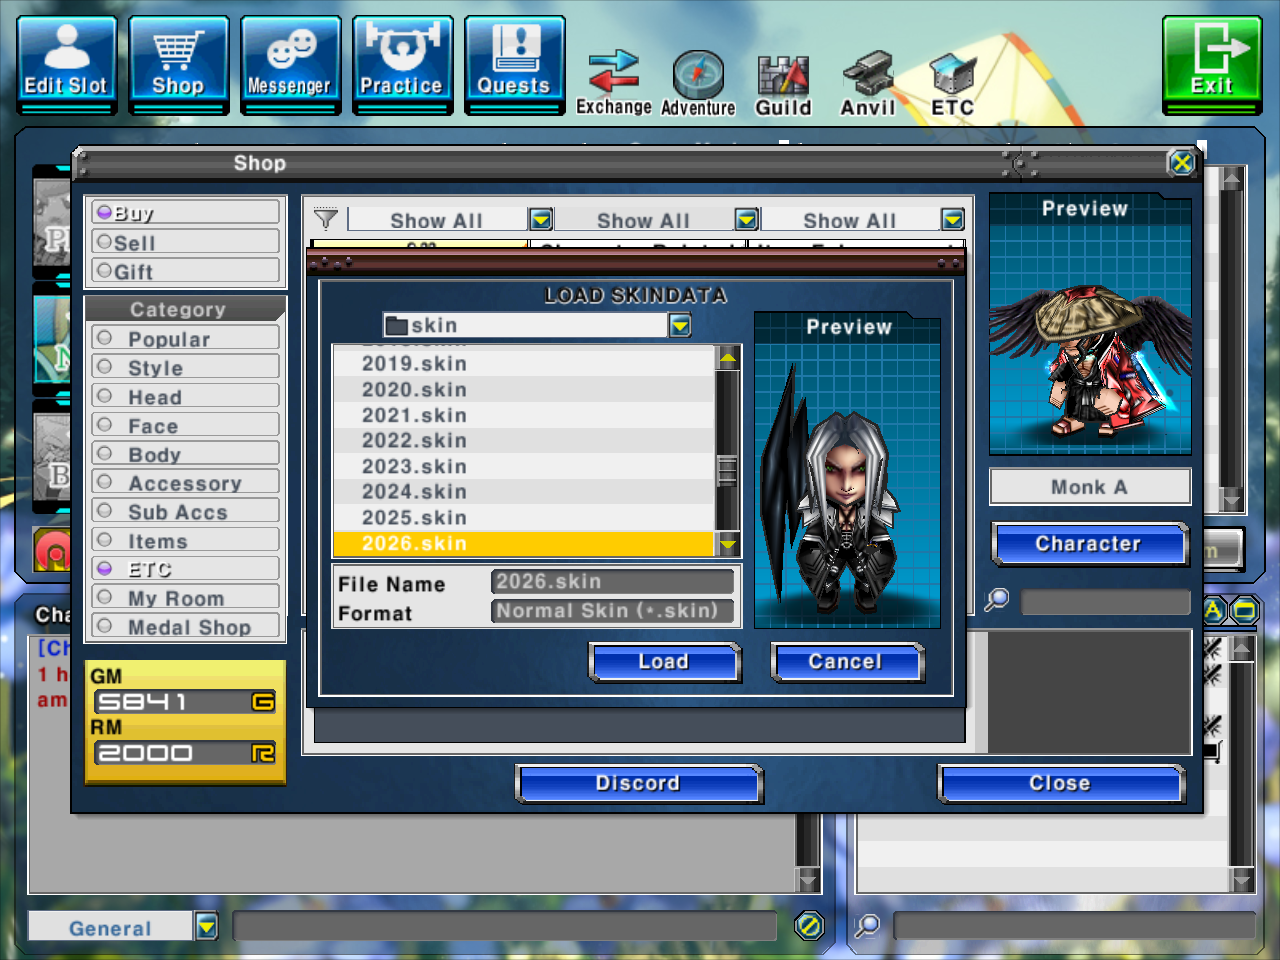 Edit Slot
Shop
Messenger
Practice
Quests
Exchange
Adventure
Guild
Anvil
ETC
Exit
Shop
Buy
Sell
Gift
Category
Popular
Style
Head
Face
Body
Accessory
Sub Accs
Items
ETC
My Room
Medal Shop
GM
5841 G
RM
2000 R
Show All
Show All
Show All
LOAD SKINDATA
skin
2019.skin
2020.skin
2021.skin
2022.skin
2023.skin
2024.skin
2025.skin
2026.skin
File Name
2026.skin
Format
Normal Skin (*.skin)
Preview
Load
Cancel
Preview
Monk A
Character
Discord
Close
Cha
[Ch
1 h
am
A
General